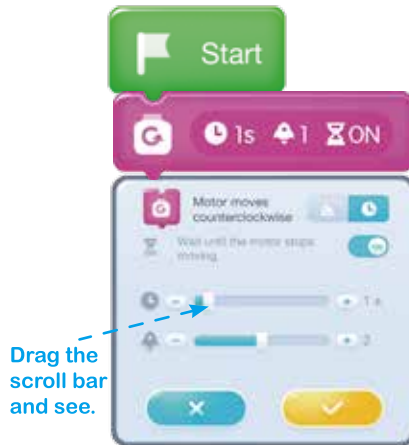 Start
1s 1 ON
Motor moves
counterclockwise
Wait until the motor stops
moving.
ON
1 s
2
Drag the
scroll bar
and see.